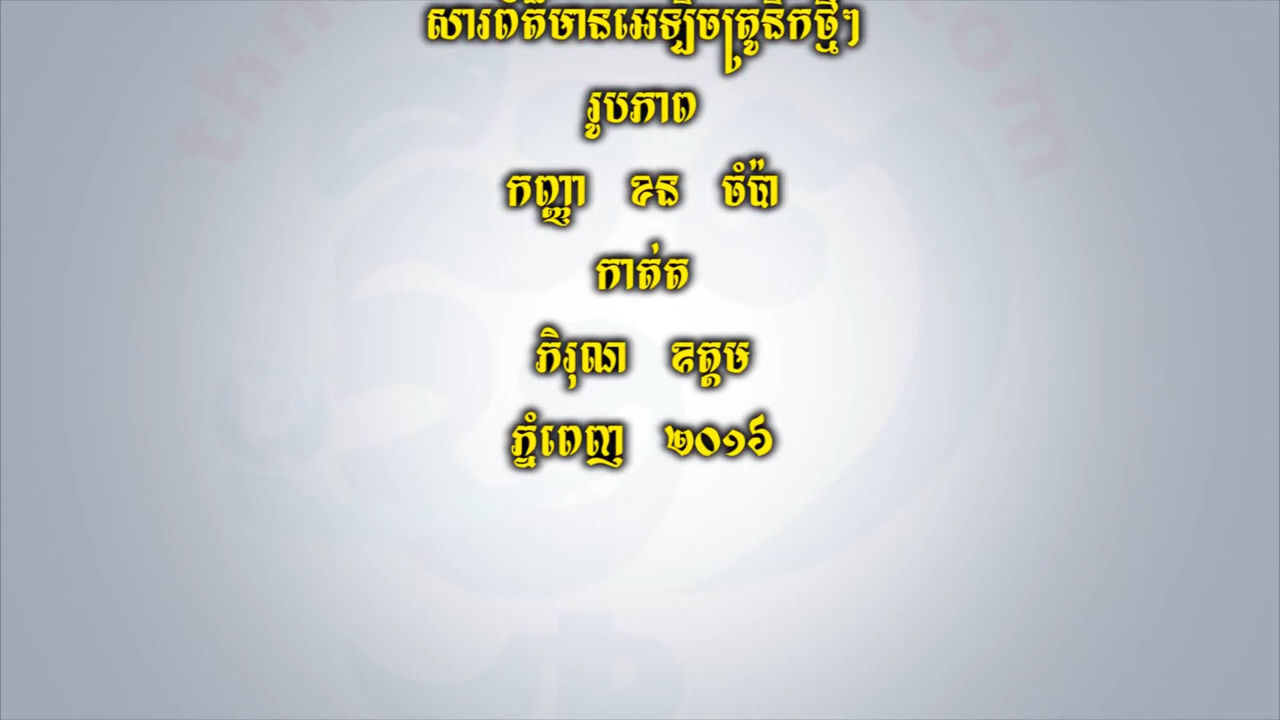 សារព័ត៌មានអេឡិចត្រូនិកថ្មីៗ
រូបភាព
កញ្ញា ឧន ចំប៉ា
កាត់ត
ភិរុណ ឧត្តម
ភ្នំពេញ ២០១៦